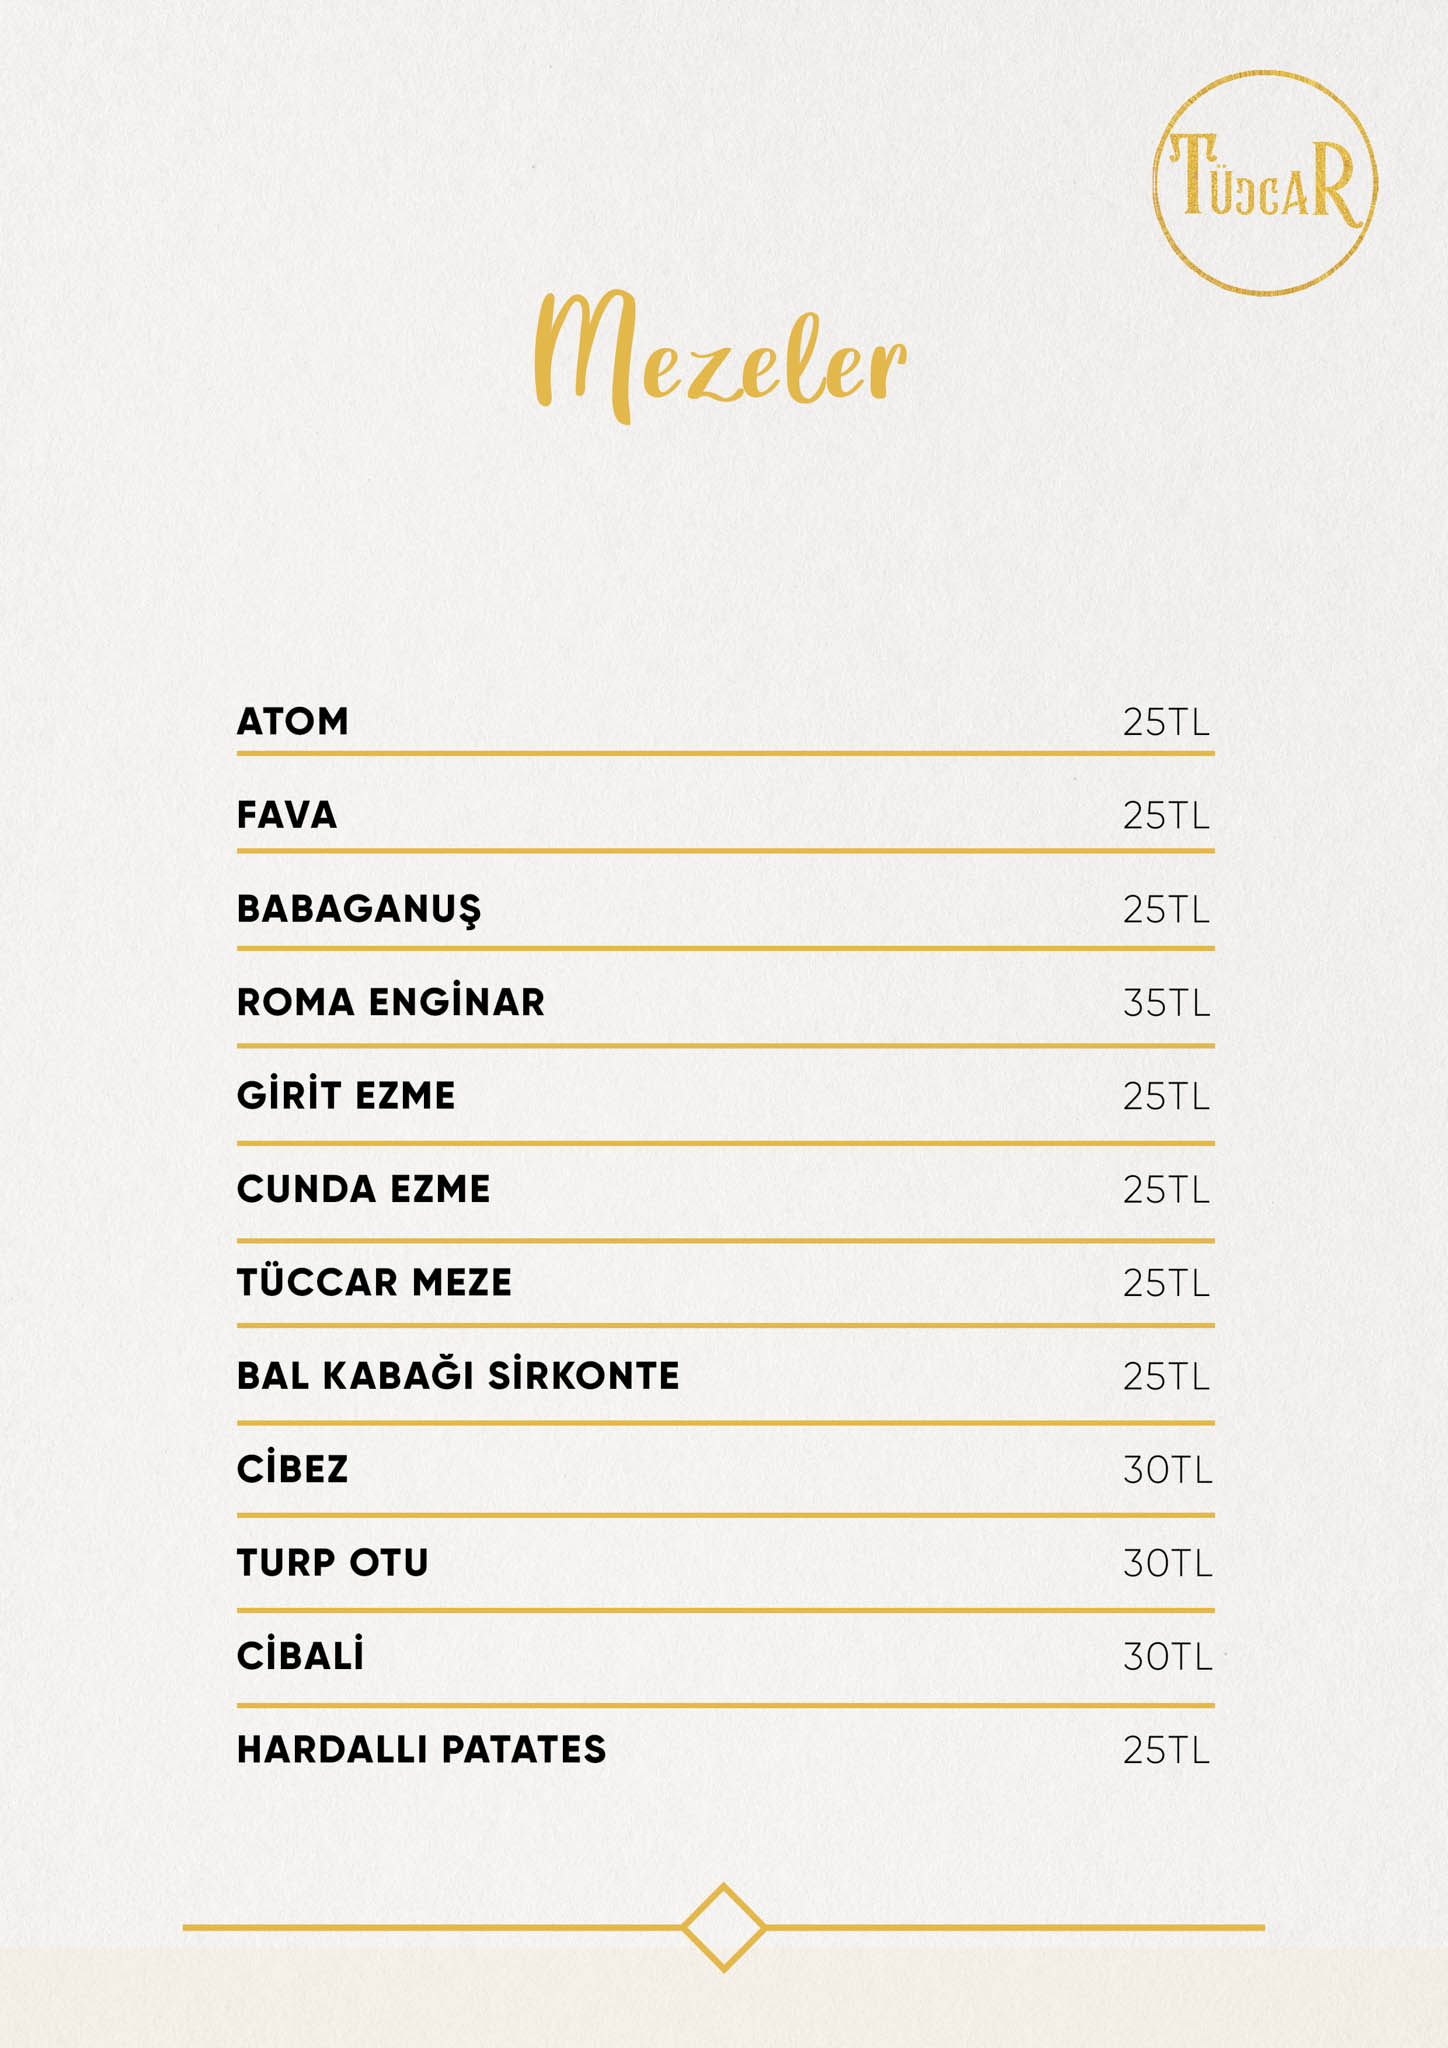 TÜCCAR
Mezeler
ATOM 25TL
FAVA 25TL
BABAGANUŞ 25TL
ROMA ENGİNAR 35TL
GİRİT EZME 25TL
CUNDA EZME 25TL
TÜCCAR MEZE 25TL
BAL KABAĞI SİRKONTE 25TL
CİBEZ 30TL
TURP OTU 30TL
CİBALİ 30TL
HARDALLI PATATES 25TL